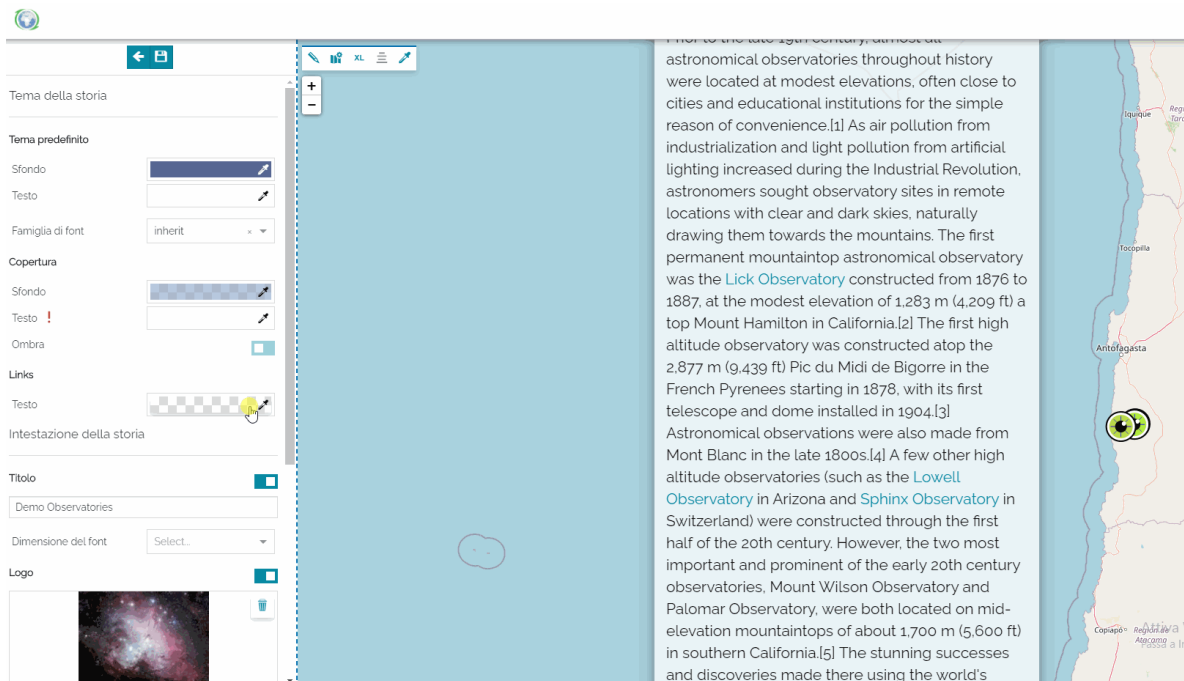 Tema della storia
Tema predefinito
Sfondo
Testo
Famiglia di font
inherit
Copertura
Sfondo
Testo !
Ombra
Links
Testo
Intestazione della storia
Titolo
Demo Observatories
Dimensione del font
Select...
Logo
XL
+
−
Prior to the late 19th century, almost all
astronomical observatories throughout history
were located at modest elevations, often close to
cities and educational institutions for the simple
reason of convenience.[1] As air pollution from
industrialization and light pollution from artificial
lighting increased during the Industrial Revolution,
astronomers sought observatory sites in remote
locations with clear and dark skies, naturally
drawing them towards the mountains. The first
permanent mountaintop astronomical observatory
was the Lick Observatory constructed from 1876 to
1887, at the modest elevation of 1,283 m (4,209 ft) a
top Mount Hamilton in California.[2] The first high
altitude observatory was constructed atop the
2,877 m (9,439 ft) Pic du Midi de Bigorre in the
French Pyrenees starting in 1878, with its first
telescope and dome installed in 1904.[3]
Astronomical observations were also made from
Mont Blanc in the late 1800s.[4] A few other high
altitude observatories (such as the Lowell
Observatory in Arizona and Sphinx Observatory in
Switzerland) were constructed through the first
half of the 20th century. However, the two most
important and prominent of the early 20th century
observatories, Mount Wilson Observatory and
Palomar Observatory, were both located on mid-
elevation mountaintops of about 1,700 m (5,600 ft)
in southern California.[5] The stunning successes
and discoveries made there using the world's
Iquique
Tocopilla
Antofagasta
Copiapó
Atacama
Attiva